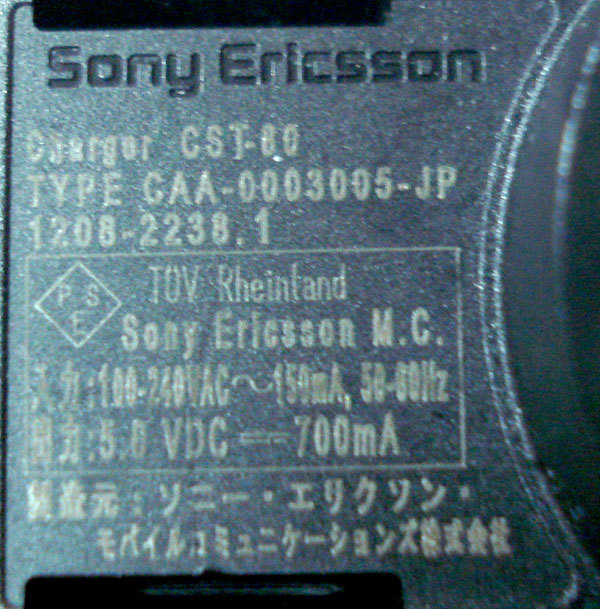 Sony Ericsson
Charger CST-60
TYPE CAA-0003005-JP
1208-2238.1
PSE
TÜV Rheinland
Sony Ericsson M.C.
入力:100-240VAC～150mA, 50-60Hz
出力:5.0 VDC ⎓ 700mA
製造元:ソニー・エリクソン・
モバイルコミュニケーションズ株式会社